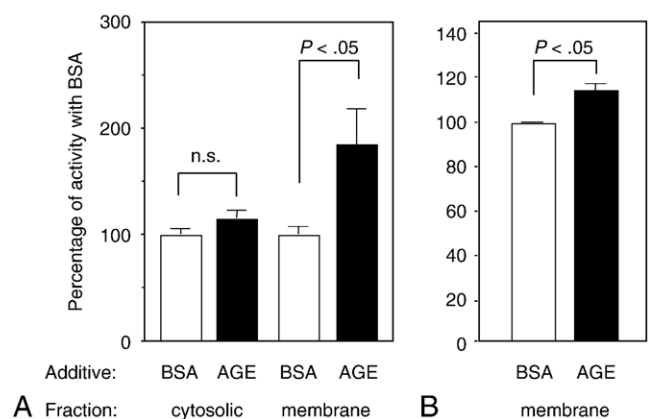 300
200
100
0
Percentage of activity with BSA
n.s.
P < .05
Additive: BSA AGE BSA AGE
A Fraction: cytosolic membrane
140
120
100
80
60
40
20
0
P < .05
BSA AGE
B membrane